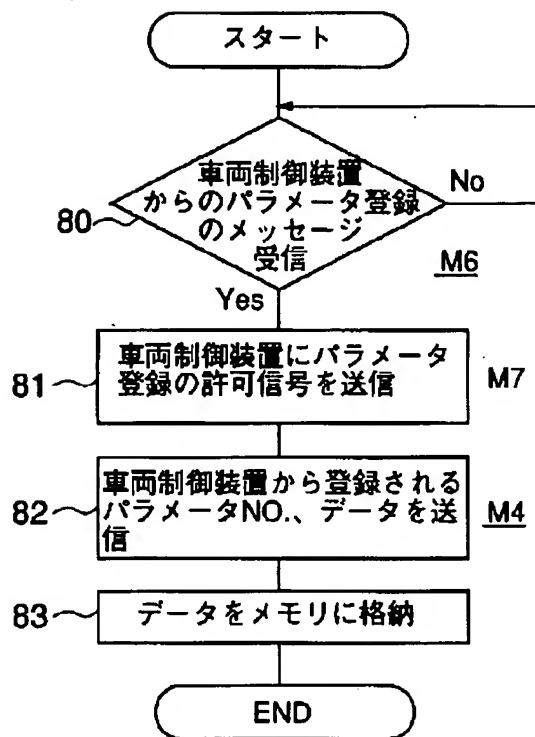 スタート
車両制御装置
からのパラメータ登録
のメッセージ
受信
80
No
M6
Yes
車両制御装置にパラメータ
登録の許可信号を送信
81
M7
車両制御装置から登録される
パラメータNO.、データを送
信
82
M4
83
データをメモリに格納
END